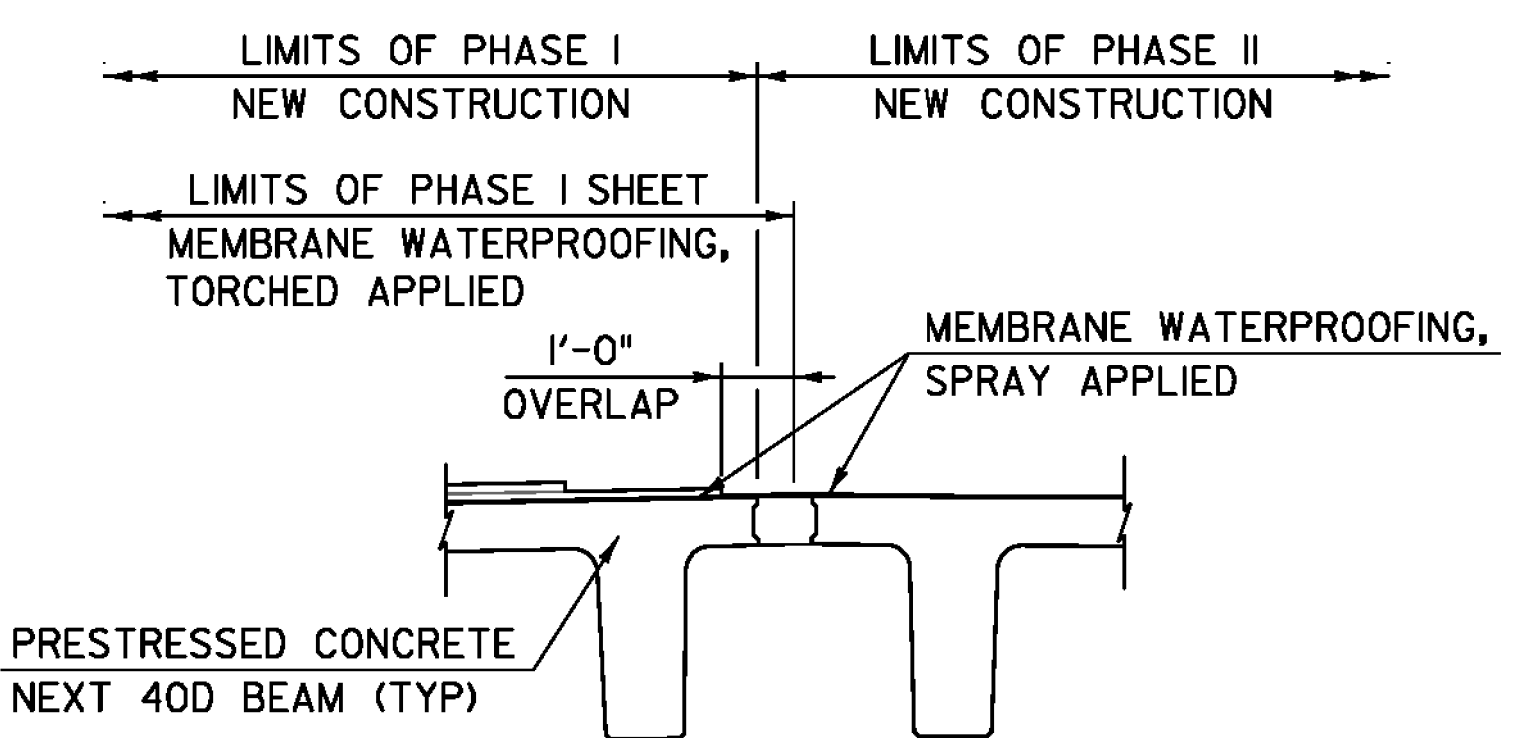 LIMITS OF PHASE I
NEW CONSTRUCTION
LIMITS OF PHASE II
NEW CONSTRUCTION
LIMITS OF PHASE I SHEET
MEMBRANE WATERPROOFING,
TORCHED APPLIED
1'-0"
OVERLAP
MEMBRANE WATERPROOFING,
SPRAY APPLIED
PRESTRESSED CONCRETE
NEXT 40D BEAM (TYP)